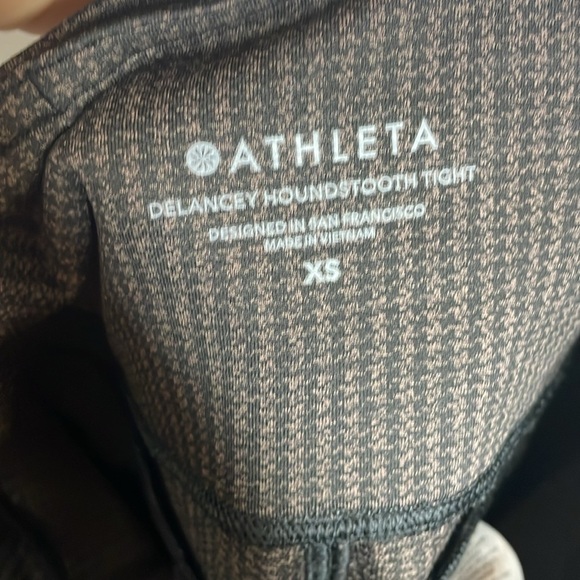 ATHLETA
DELANCEY HOUNDSTOOTH TIGHT
DESIGNED IN SAN FRANCISCO
MADE IN VIETNAM
XS